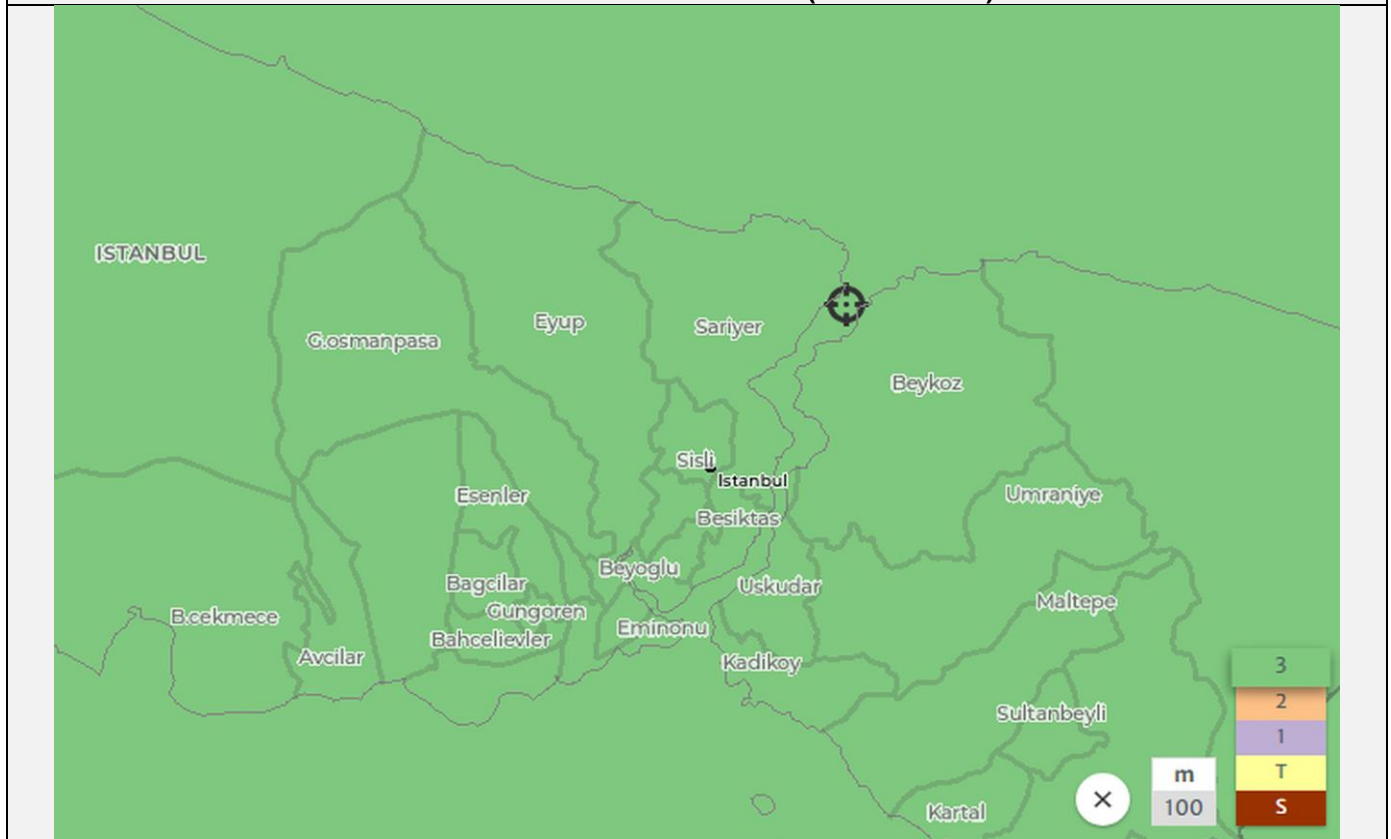 ISTANBUL
Eyup
Sariyer
G.osmanpasa
Beykoz
Sisli
Istanbul
Esenler
Umraniye
Besiktas
Beyoglu
Bagcilar
Uskudar
Maltepe
Gungoren
B.cekmece
Eminonu
Bahcelievler
Avcilar
Kadikoy
3
2
Sultanbeyli
1
m
T
100
S
Kartal